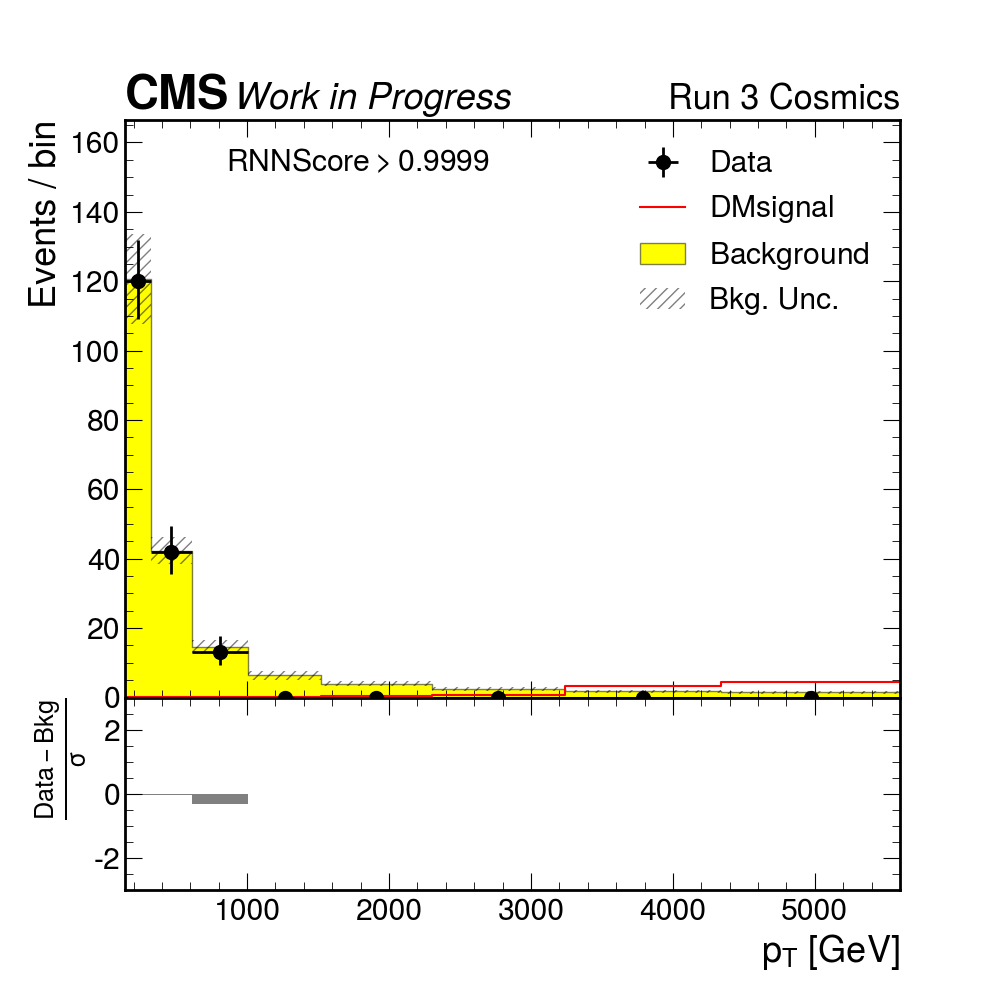 CMS Work in Progress Run 3 Cosmics
RNNScore > 0.9999
Data
DMsignal
Background
Bkg. Unc.
Events / bin
160
140
120
100
80
60
40
20
0
Data – Bkg
σ
2
0
-2
1000 2000 3000 4000 5000
pT [GeV]